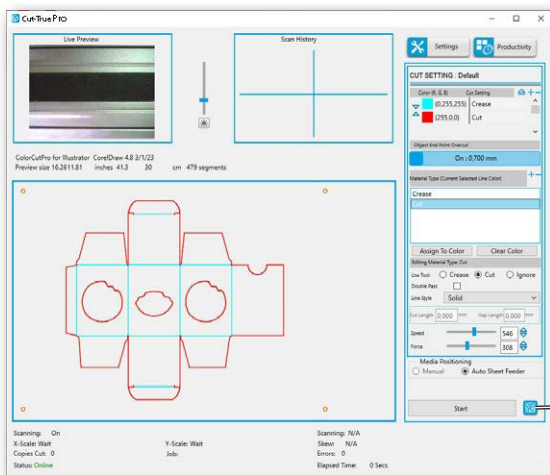 Cut-True Pro
Live Preview
Scan History
Settings
Productivity
CUT SETTING : Default
Color (R, G, B) Cut Setting
(0,255,255) Crease
(255,0,0) Cut
Object End Point Overcut
On : 0,700 mm
Material Type (Current Selected Line Color)
Crease
Cut
Assign To Color Clear Color
Editing Material Type: Cut
Use Tool Crease Cut Ignore
Double Pass
Line Style Solid
Cut Length 0,000 mm Gap Length 0,000 mm
Speed 546
Force 308
Media Positioning
Manual Auto Sheet Feeder
Start
ColorCutPro for Illustrator CorelDraw 4.8 3/1/23
Preview size 16.2611.81 inches 41.3 30 cm 479 segments
Scanning: On
X-Scale: Wait Y-Scale: Wait
Copies Cut: 0 Job:
Status: Online
Scanning: N/A
Skew: N/A
Errors: 0
Elapsed Time: 0 Secs